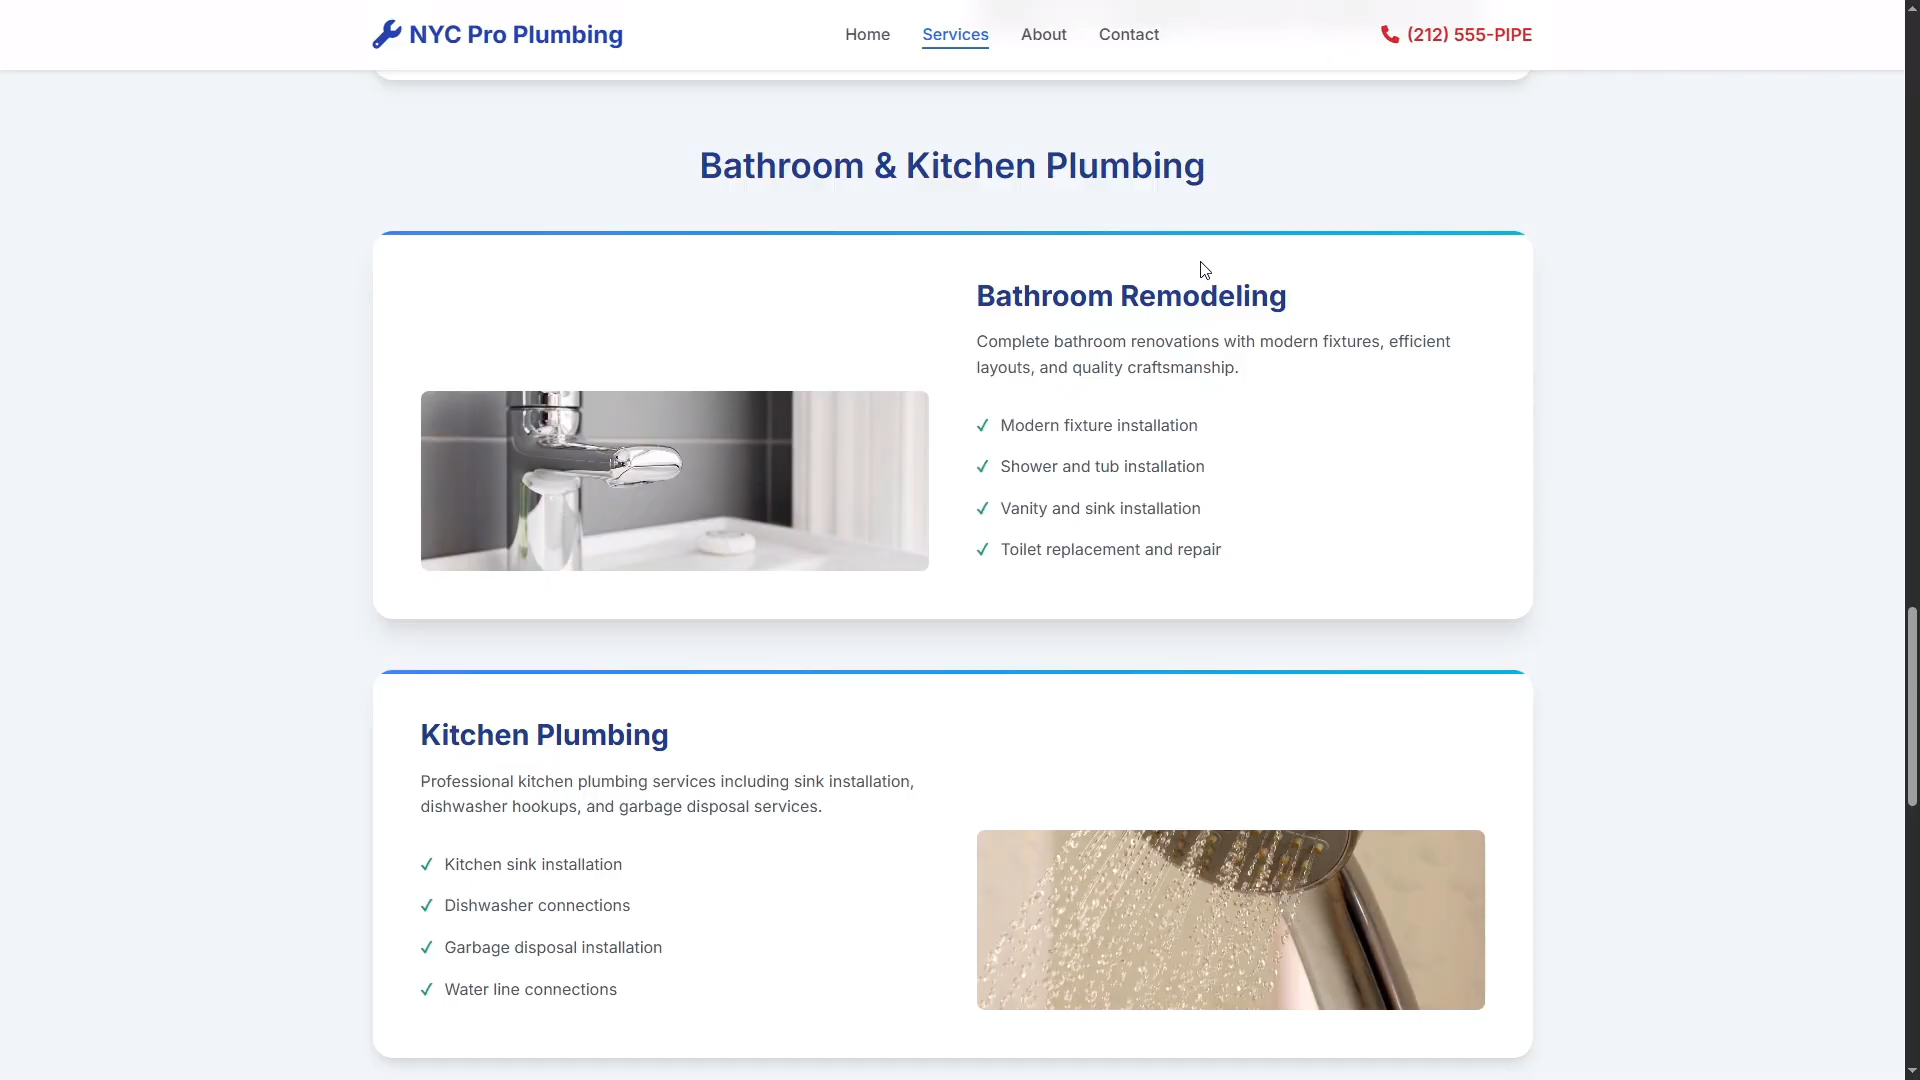 NYC Pro Plumbing
Home
Services
About
Contact
(212) 555-PIPE
Bathroom & Kitchen Plumbing
Bathroom Remodeling
Complete bathroom renovations with modern fixtures, efficient
layouts, and quality craftsmanship.
✓ Modern fixture installation
✓ Shower and tub installation
✓ Vanity and sink installation
✓ Toilet replacement and repair
Kitchen Plumbing
Professional kitchen plumbing services including sink installation,
dishwasher hookups, and garbage disposal services.
✓ Kitchen sink installation
✓ Dishwasher connections
✓ Garbage disposal installation
✓ Water line connections